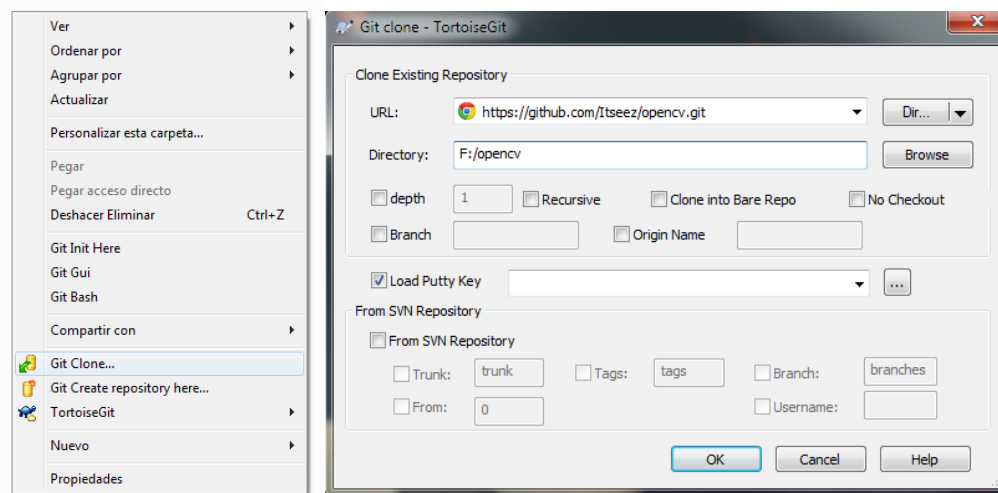 Ver
Ordenar por
Agrupar por
Actualizar
Personalizar esta carpeta...
Pegar
Pegar acceso directo
Deshacer Eliminar Ctrl+Z
Git Init Here
Git Gui
Git Bash
Compartir con
Git Clone...
Git Create repository here...
TortoiseGit
Nuevo
Propiedades
Git clone - TortoiseGit
Clone Existing Repository
URL: https://github.com/Itseez/opencv.git Dir...
Directory: F:/opencv Browse
depth 1 Recursive Clone into Bare Repo No Checkout
Branch Origin Name
Load Putty Key ...
From SVN Repository
From SVN Repository
Trunk: trunk Tags: tags Branch: branches
From: 0 Username:
OK Cancel Help